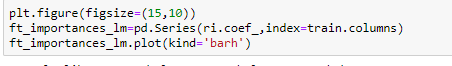 plt.figure(figsize=(15,10))
ft_importances_lm=pd.Series(ri.coef_,index=train.columns)
ft_importances_lm.plot(kind='barh')